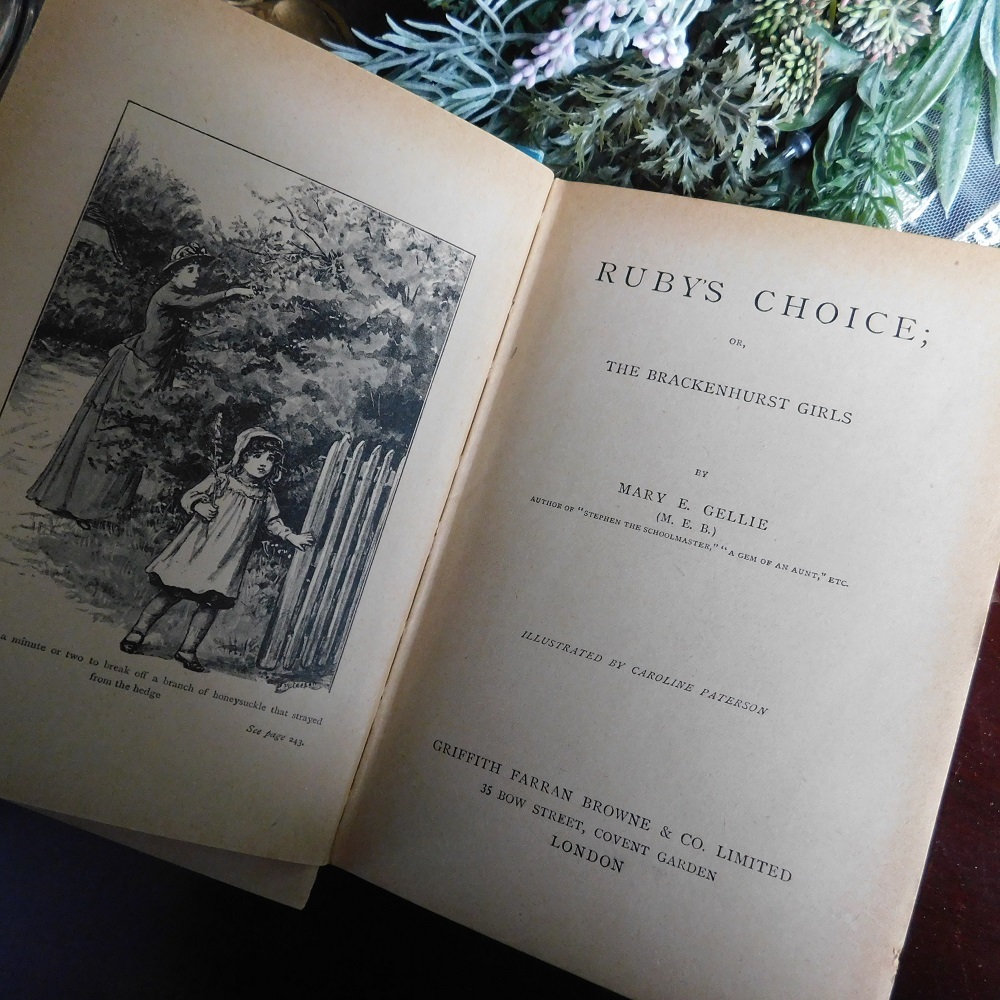 a minute or two to break off a branch of honeysuckle that strayed
from the hedge
See page 243.
RUBY'S CHOICE;
OR,
THE BRACKENHURST GIRLS
BY
MARY E. GELLIE
(M. E. B.)
AUTHOR OF "STEPHEN THE SCHOOLMASTER," "A GEM OF AN AUNT," ETC.
ILLUSTRATED BY CAROLINE PATERSON
GRIFFITH FARRAN BROWNE & CO. LIMITED
35 BOW STREET, COVENT GARDEN
LONDON